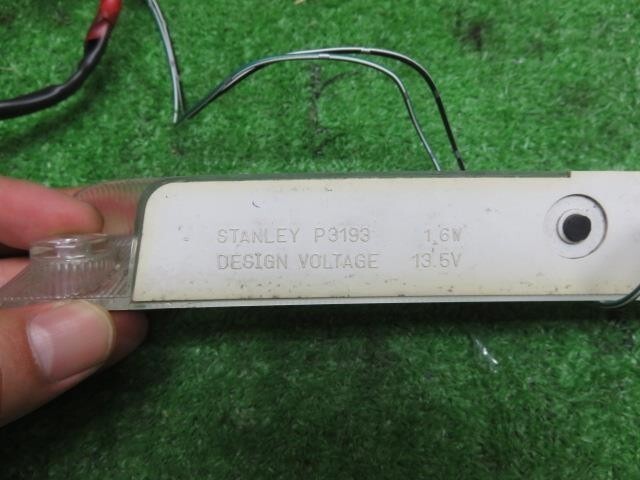 STANLEY P3193 1.6W
DESIGN VOLTAGE 13.5V